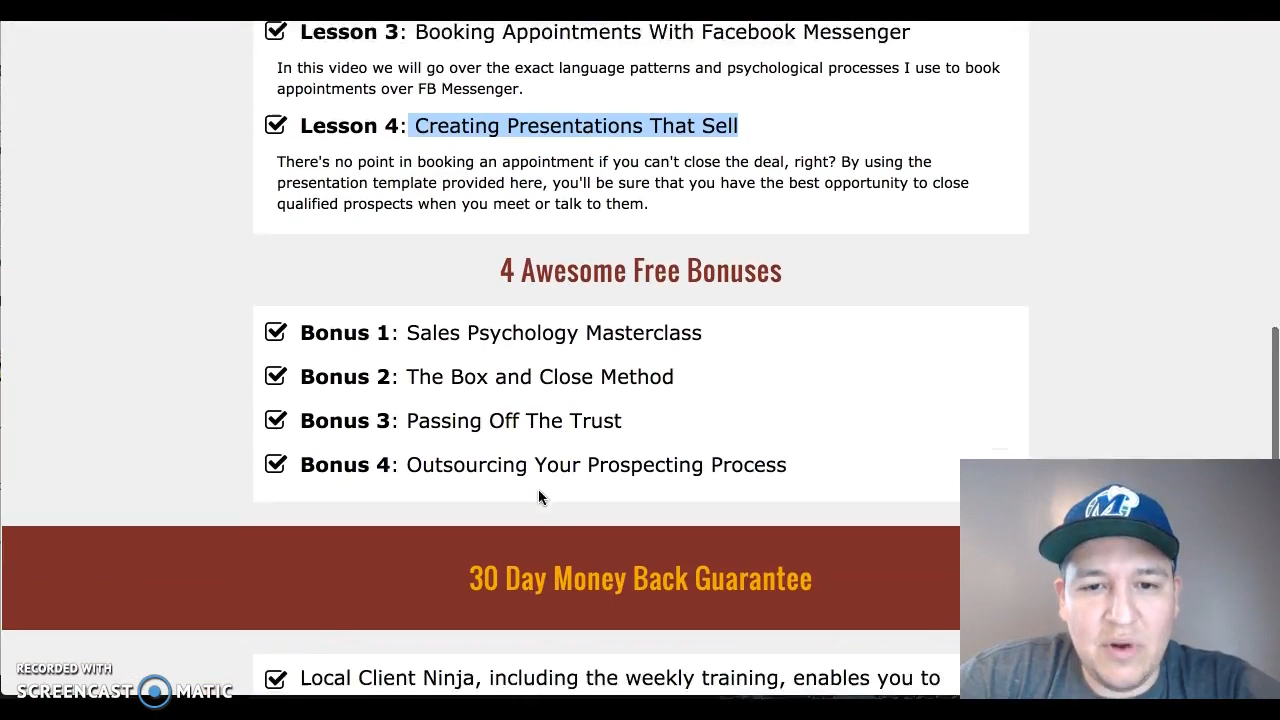 Lesson 3: Booking Appointments With Facebook Messenger
In this video we will go over the exact language patterns and psychological processes I use to book
appointments over FB Messenger.
Lesson 4: Creating Presentations That Sell
There's no point in booking an appointment if you can't close the deal, right? By using the
presentation template provided here, you'll be sure that you have the best opportunity to close
qualified prospects when you meet or talk to them.
4 Awesome Free Bonuses
Bonus 1: Sales Psychology Masterclass
Bonus 2: The Box and Close Method
Bonus 3: Passing Off The Trust
Bonus 4: Outsourcing Your Prospecting Process
30 Day Money Back Guarantee
Local Client Ninja, including the weekly training, enables you to
RECORDED WITH
SCREENCAST MATIC
M